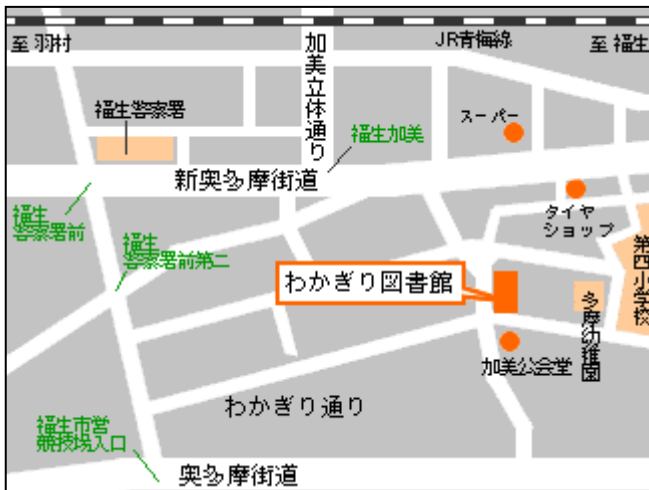 至 羽村
JR青梅線
至 福生
加美立体通り
福生警察署
スーパー
福生加美
新奥多摩街道
福生
警察署前
タイヤ
ショップ
福生
警察署前第二
第四小学校
わかぎり図書館
多摩幼稚園
加美公会堂
わかぎり通り
福生市営
競技場入口
奥多摩街道